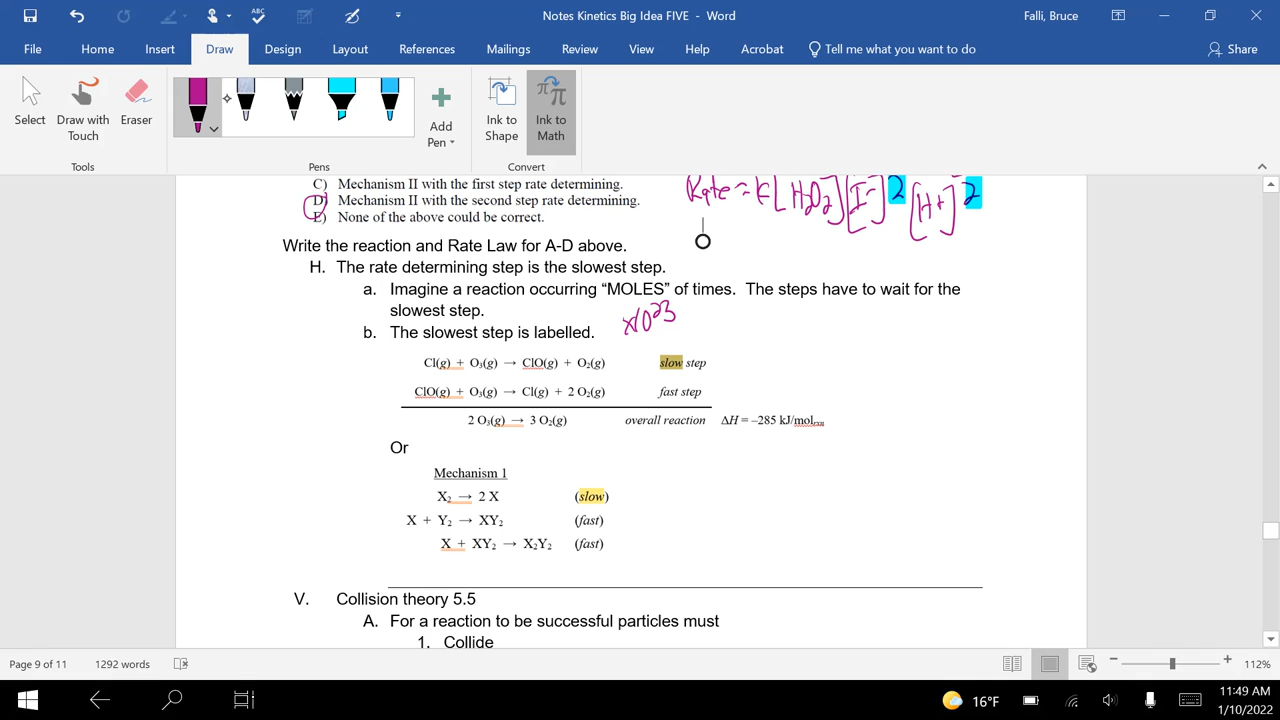 Notes Kinetics Big Idea FIVE - Word
Falli, Bruce
File Home Insert Draw Design Layout References Mailings Review View Help Acrobat Tell me what you want to do Share
Select
Draw with Touch
Eraser
Add Pen
Ink to Shape
Ink to Math
Tools Pens Convert
C) Mechanism II with the first step rate determining.
D) Mechanism II with the second step rate determining.
E) None of the above could be correct.
Rate = k [H2O2] [I-]2 [H+]2
Write the reaction and Rate Law for A-D above.
H. The rate determining step is the slowest step.
a. Imagine a reaction occurring “MOLES” of times. The steps have to wait for the
slowest step.
x10^23
b. The slowest step is labelled.
Cl(g) + O₃(g) → ClO(g) + O₂(g) slow step
ClO(g) + O₃(g) → Cl(g) + 2 O₂(g) fast step
2 O₃(g) → 3 O₂(g) overall reaction ΔH = –285 kJ/molrxn
Or
Mechanism 1
X₂ → 2 X (slow)
X + Y₂ → XY₂ (fast)
X + XY₂ → X₂Y₂ (fast)
V. Collision theory 5.5
A. For a reaction to be successful particles must
1. Collide
Page 9 of 11 1292 words 112%
16°F
11:49 AM
1/10/2022